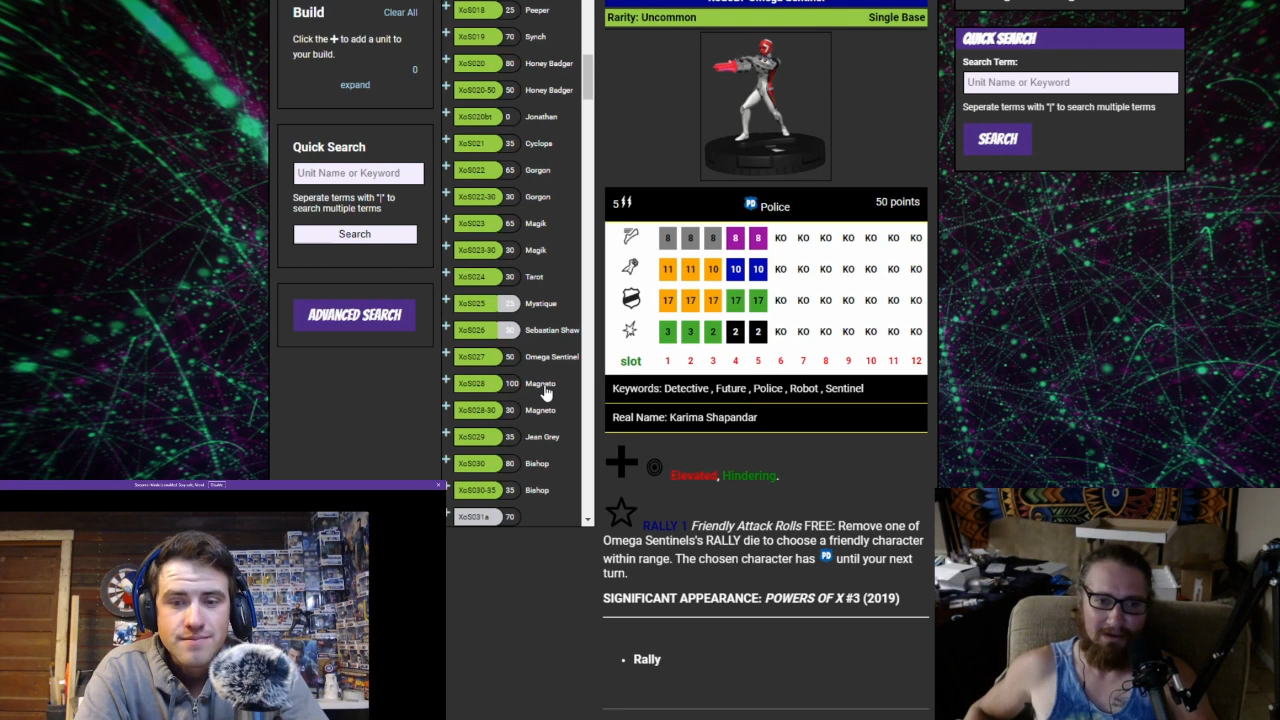 Build
Clear All
Click the + to add a unit to
your build.
0
expand
Quick Search
Unit Name or Keyword
Seperate terms with "|" to
search multiple terms
Search
ADVANCED SEARCH
XoS018 25 Peeper
XoS019 70 Synch
XoS020 80 Honey Badger
XoS020-50 50 Honey Badger
XoS020bt 0 Jonathan
XoS021 35 Cyclops
XoS022 65 Gorgon
XoS022-30 30 Gorgon
XoS023 65 Magik
XoS023-30 30 Magik
XoS024 30 Tarot
XoS025 25 Mystique
XoS026 30 Sebastian Shaw
XoS027 50 Omega Sentinel
XoS028 100 Magneto
XoS028-30 30 Magneto
XoS029 35 Jean Grey
XoS030 80 Bishop
XoS030-35 35 Bishop
XoS031a 70
Rarity: Uncommon
Single Base
5
PD Police
50 points
8 8 8 8 8 KO KO KO KO KO KO KO
11 11 10 10 10 KO KO KO KO KO KO KO
17 17 17 17 17 KO KO KO KO KO KO KO
3 3 2 2 2 KO KO KO KO KO KO KO
slot 1 2 3 4 5 6 7 8 9 10 11 12
Keywords: Detective , Future , Police , Robot , Sentinel
Real Name: Karima Shapandar
Elevated, Hindering.
RALLY 1 Friendly Attack Rolls FREE: Remove one of
Omega Sentinels's RALLY die to choose a friendly character
within range. The chosen character has PD until your next
turn.
SIGNIFICANT APPEARANCE: POWERS OF X #3 (2019)
• Rally
QUICK SEARCH
Search Term:
Unit Name or Keyword
Seperate terms with "|" to search multiple terms
SEARCH